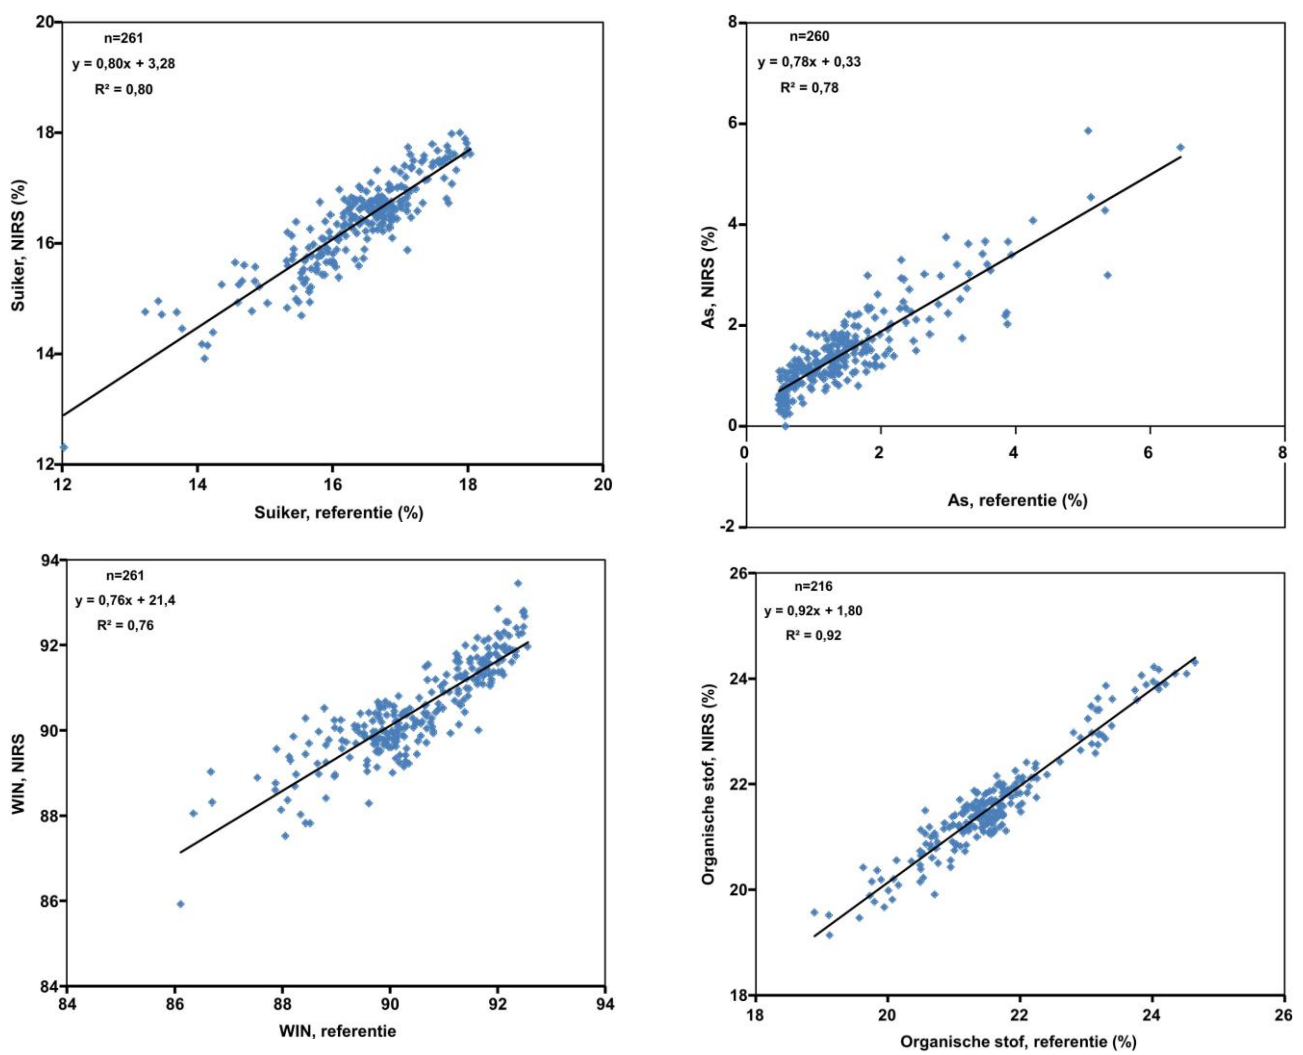 20
n=261
y = 0,80x + 3,28
R² = 0,80
18
16
14
12
Suiker, NIRS (%)
12 14 16 18 20
Suiker, referentie (%)
8
n=260
y = 0,78x + 0,33
R² = 0,78
6
4
2
0
-2
As, NIRS (%)
0 2 4 6 8
As, referentie (%)
94
n=261
y = 0,76x + 21,4
R² = 0,76
92
90
88
86
84
WIN, NIRS
84 86 88 90 92 94
WIN, referentie
26
n=216
y = 0,92x + 1,80
R² = 0,92
24
22
20
18
Organische stof, NIRS (%)
18 20 22 24 26
Organische stof, referentie (%)